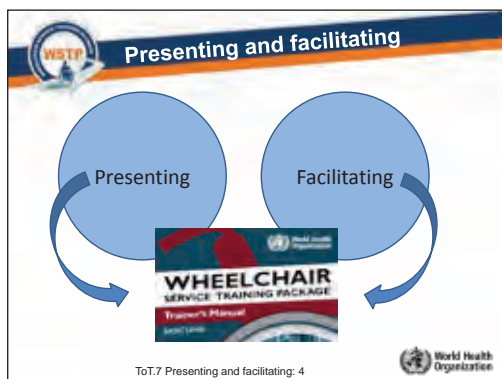 WSTP
Presenting and facilitating
Presenting
Facilitating
World Health
Organization
WHEELCHAIR
SERVICE TRAINING PACKAGE
Trainer's Manual
BASIC LEVEL
ToT.7 Presenting and facilitating: 4
World Health
Organization